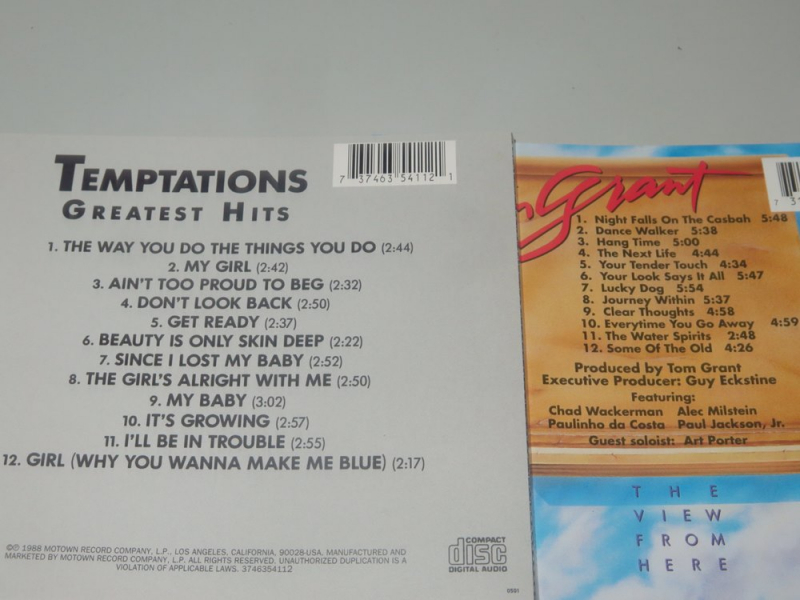 TEMPTATIONS
GREATEST HITS
7 37463 54112 1
1. THE WAY YOU DO THE THINGS YOU DO (2:44)
2. MY GIRL (2:42)
3. AIN'T TOO PROUD TO BEG (2:32)
4. DON'T LOOK BACK (2:50)
5. GET READY (2:37)
6. BEAUTY IS ONLY SKIN DEEP (2:22)
7. SINCE I LOST MY BABY (2:52)
8. THE GIRL'S ALRIGHT WITH ME (2:50)
9. MY BABY (3:02)
10. IT'S GROWING (2:57)
11. I'LL BE IN TROUBLE (2:55)
12. GIRL (WHY YOU WANNA MAKE ME BLUE) (2:17)
©℗ 1988 MOTOWN RECORD COMPANY, L.P., LOS ANGELES, CALIFORNIA, 90028-USA. MANUFACTURED AND
MARKETED BY MOTOWN RECORD COMPANY, L.P. ALL RIGHTS RESERVED. UNAUTHORIZED DUPLICATION IS A
VIOLATION OF APPLICABLE LAWS. 3746354112
COMPACT
disc
DIGITAL AUDIO
0501
Grant
1. Night Falls On The Casbah 5:48
2. Dance Walker 5:38
3. Hang Time 5:00
4. The Next Life 4:44
5. Your Tender Touch 4:34
6. Your Look Says It All 5:47
7. Lucky Dog 5:54
8. Journey Within 5:37
9. Clear Thoughts 4:58
10. Everytime You Go Away 4:59
11. The Water Spirits 2:48
12. Some Of The Old 4:26
Produced by Tom Grant
Executive Producer: Guy Eckstine
Featuring:
Chad Wackerman Alec Milstein
Paulinho da Costa Paul Jackson, Jr.
Guest soloist: Art Porter
THE
VIEW
FROM
HERE